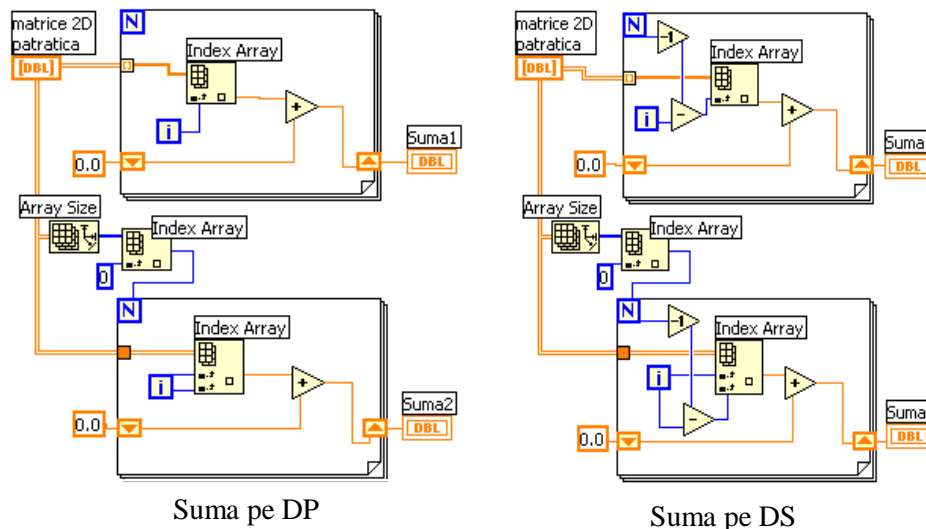 matrice 2D
patratica
[DBL]
N
Index Array
i
+
0.0
Suma1
DBL
Array Size
Index Array
0
N
Index Array
i
+
0.0
Suma2
DBL
Suma pe DP
matrice 2D
patratica
[DBL]
N
-1
Index Array
i
-
+
0.0
Suma
DBL
Array Size
Index Array
0
N
-1
Index Array
i
-
+
0.0
Suma
DBL
Suma pe DS